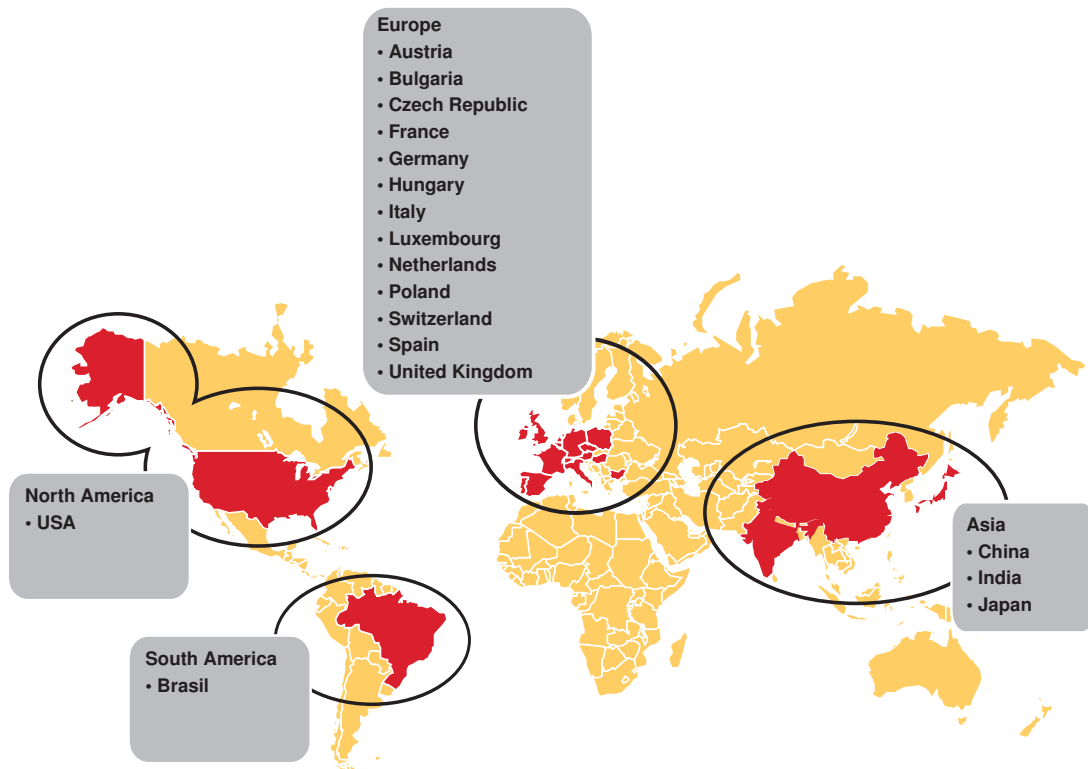 Europe
• Austria
• Bulgaria
• Czech Republic
• France
• Germany
• Hungary
• Italy
• Luxembourg
• Netherlands
• Poland
• Switzerland
• Spain
• United Kingdom
North America
• USA
Asia
• China
• India
• Japan
South America
• Brasil